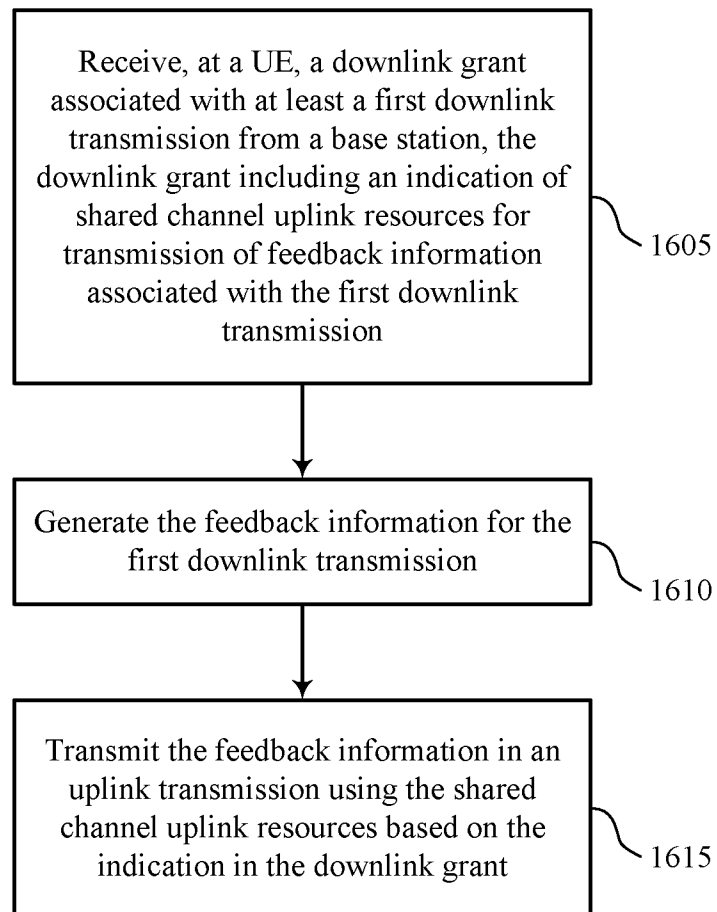 Receive, at a UE, a downlink grant
associated with at least a first downlink
transmission from a base station, the
downlink grant including an indication of
shared channel uplink resources for
transmission of feedback information
associated with the first downlink
transmission
1605
Generate the feedback information for the
first downlink transmission
1610
Transmit the feedback information in an
uplink transmission using the shared
channel uplink resources based on the
indication in the downlink grant
1615